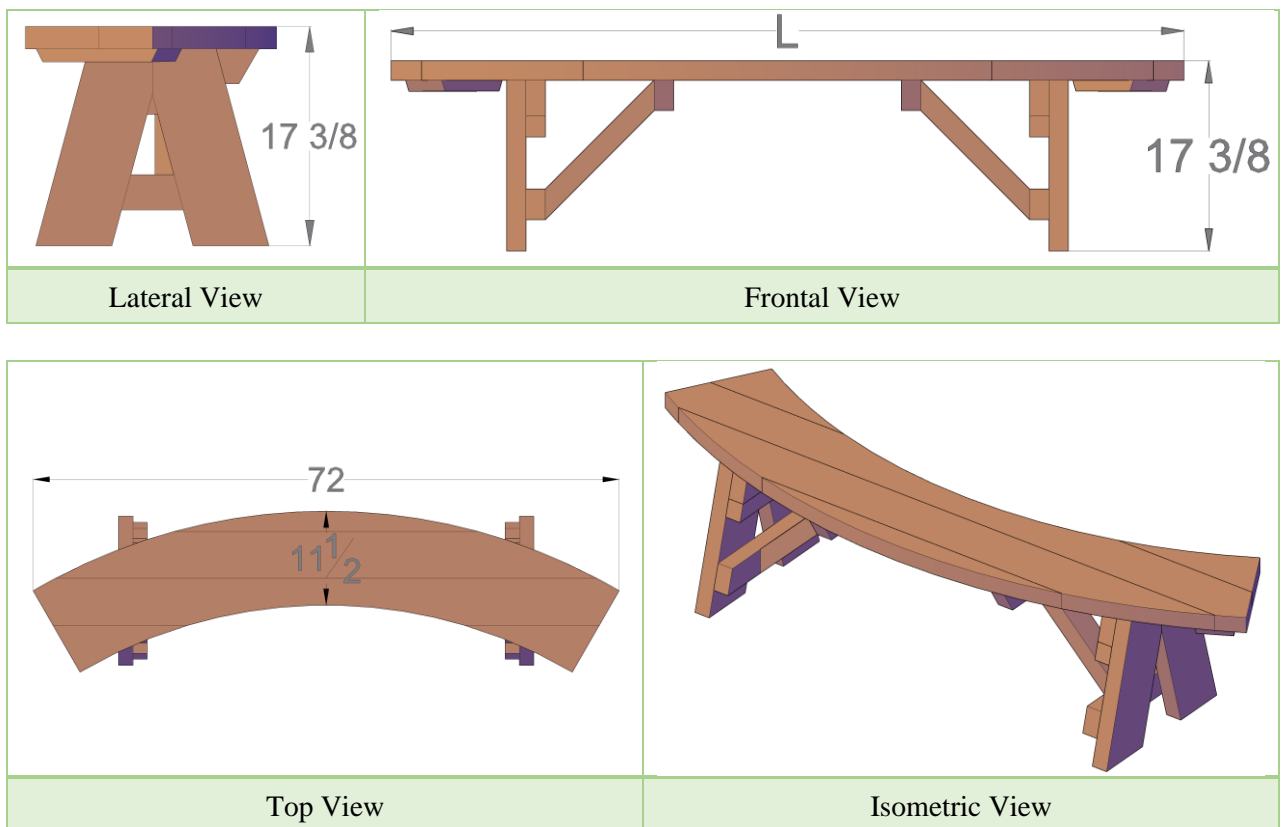 L
17 3/8
17 3/8
Lateral View
Frontal View
72
11 1/2
Top View
Isometric View